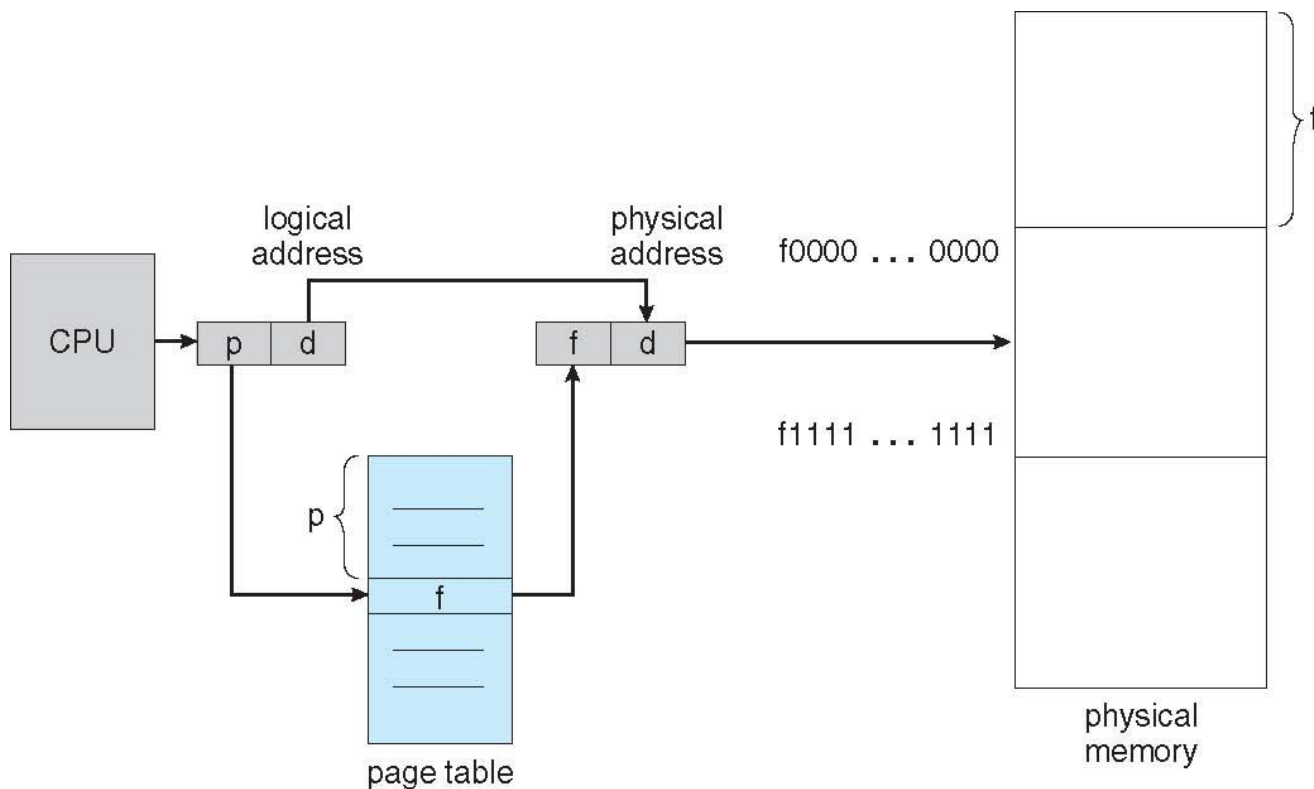 logical
address
physical
address
f0000 ... 0000
CPU
p
d
f
d
f1111 ... 1111
p
f
page table
physical
memory